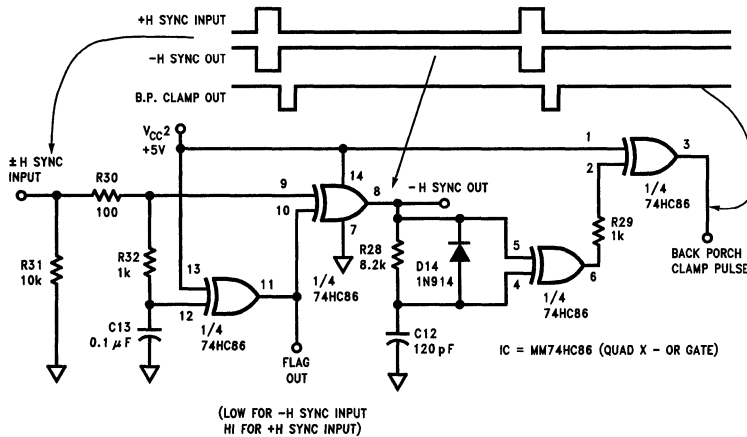 +H SYNC INPUT
-H SYNC OUT
B.P. CLAMP OUT
VCC2
+5V
±H SYNC
INPUT
R30
100
R31
10k
R32
1k
C13
0.1 µF
13
12
11
1/4
74HC86
FLAG
OUT
9
10
14
8
7
1/4
74HC86
-H SYNC OUT
R28
8.2k
D14
1N914
C12
120 pF
5
4
6
1/4
74HC86
R29
1k
1
2
3
1/4
74HC86
BACK PORCH
CLAMP PULSE
IC = MM74HC86 (QUAD X - OR GATE)
(LOW FOR -H SYNC INPUT
HI FOR +H SYNC INPUT)